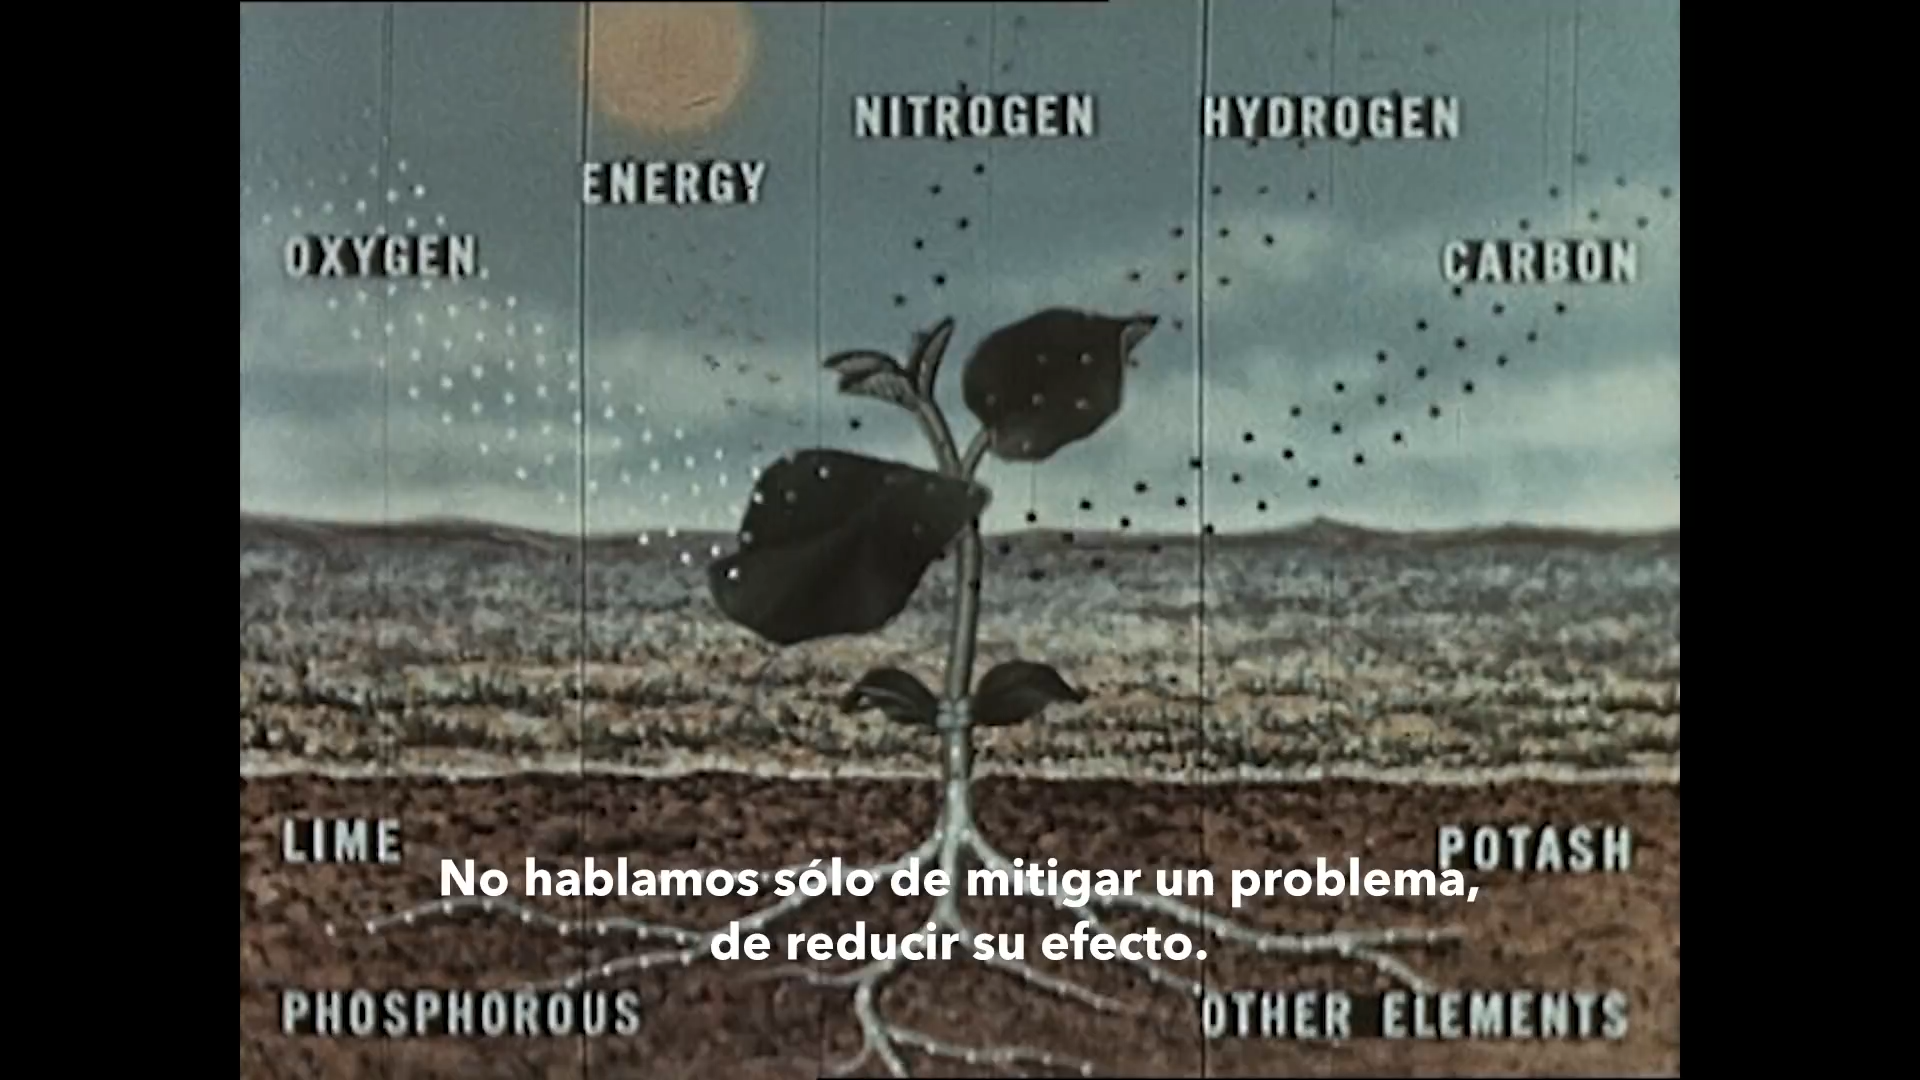 NITROGEN
HYDROGEN
ENERGY
OXYGEN
CARBON
LIME
POTASH
No hablamos sólo de mitigar un problema,
de reducir su efecto.
PHOSPHOROUS
OTHER ELEMENTS